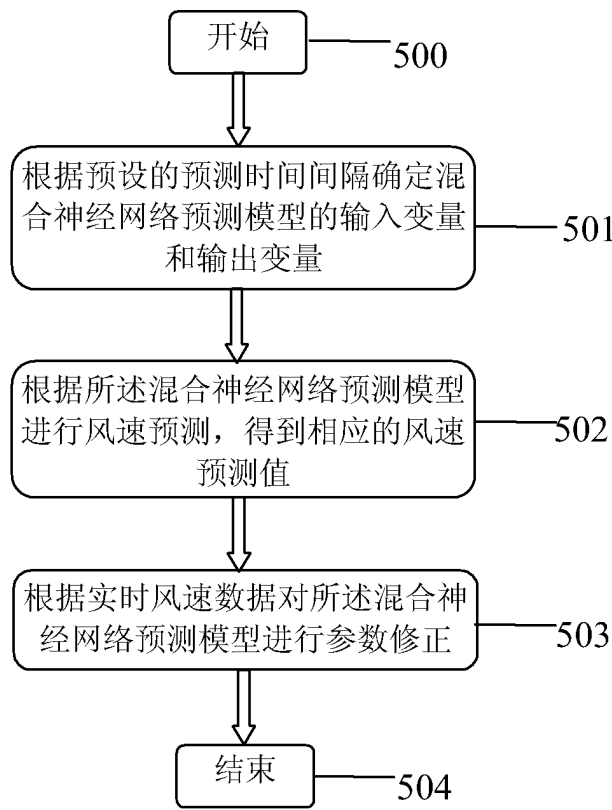 开始
500
根据预设的预测时间间隔确定混
合神经网络预测模型的输入变量
和输出变量
501
根据所述混合神经网络预测模型
进行风速预测，得到相应的风速
预测值
502
根据实时风速数据对所述混合神
经网络预测模型进行参数修正
503
结束
504